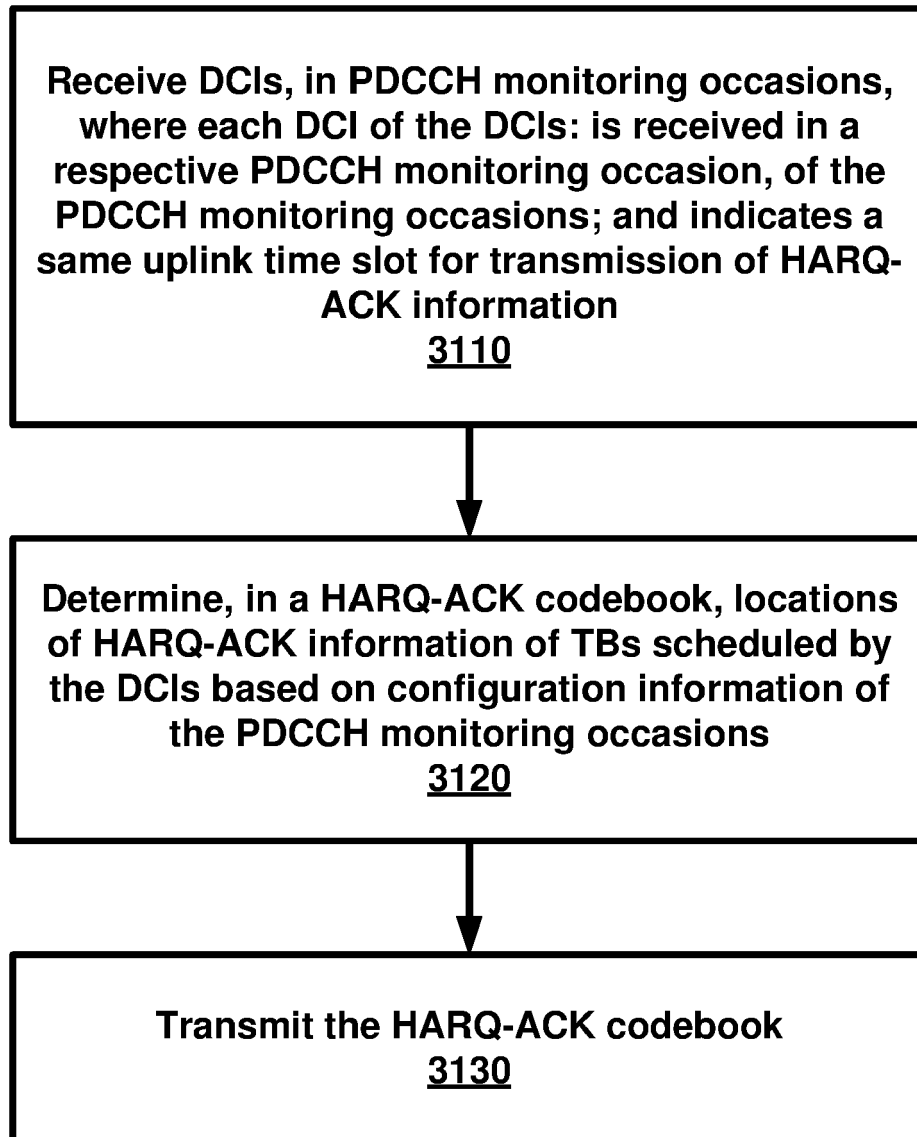 Receive DCIs, in PDCCH monitoring occasions,
where each DCI of the DCIs: is received in a
respective PDCCH monitoring occasion, of the
PDCCH monitoring occasions; and indicates a
same uplink time slot for transmission of HARQ-
ACK information
3110
Determine, in a HARQ-ACK codebook, locations
of HARQ-ACK information of TBs scheduled by
the DCIs based on configuration information of
the PDCCH monitoring occasions
3120
Transmit the HARQ-ACK codebook
3130